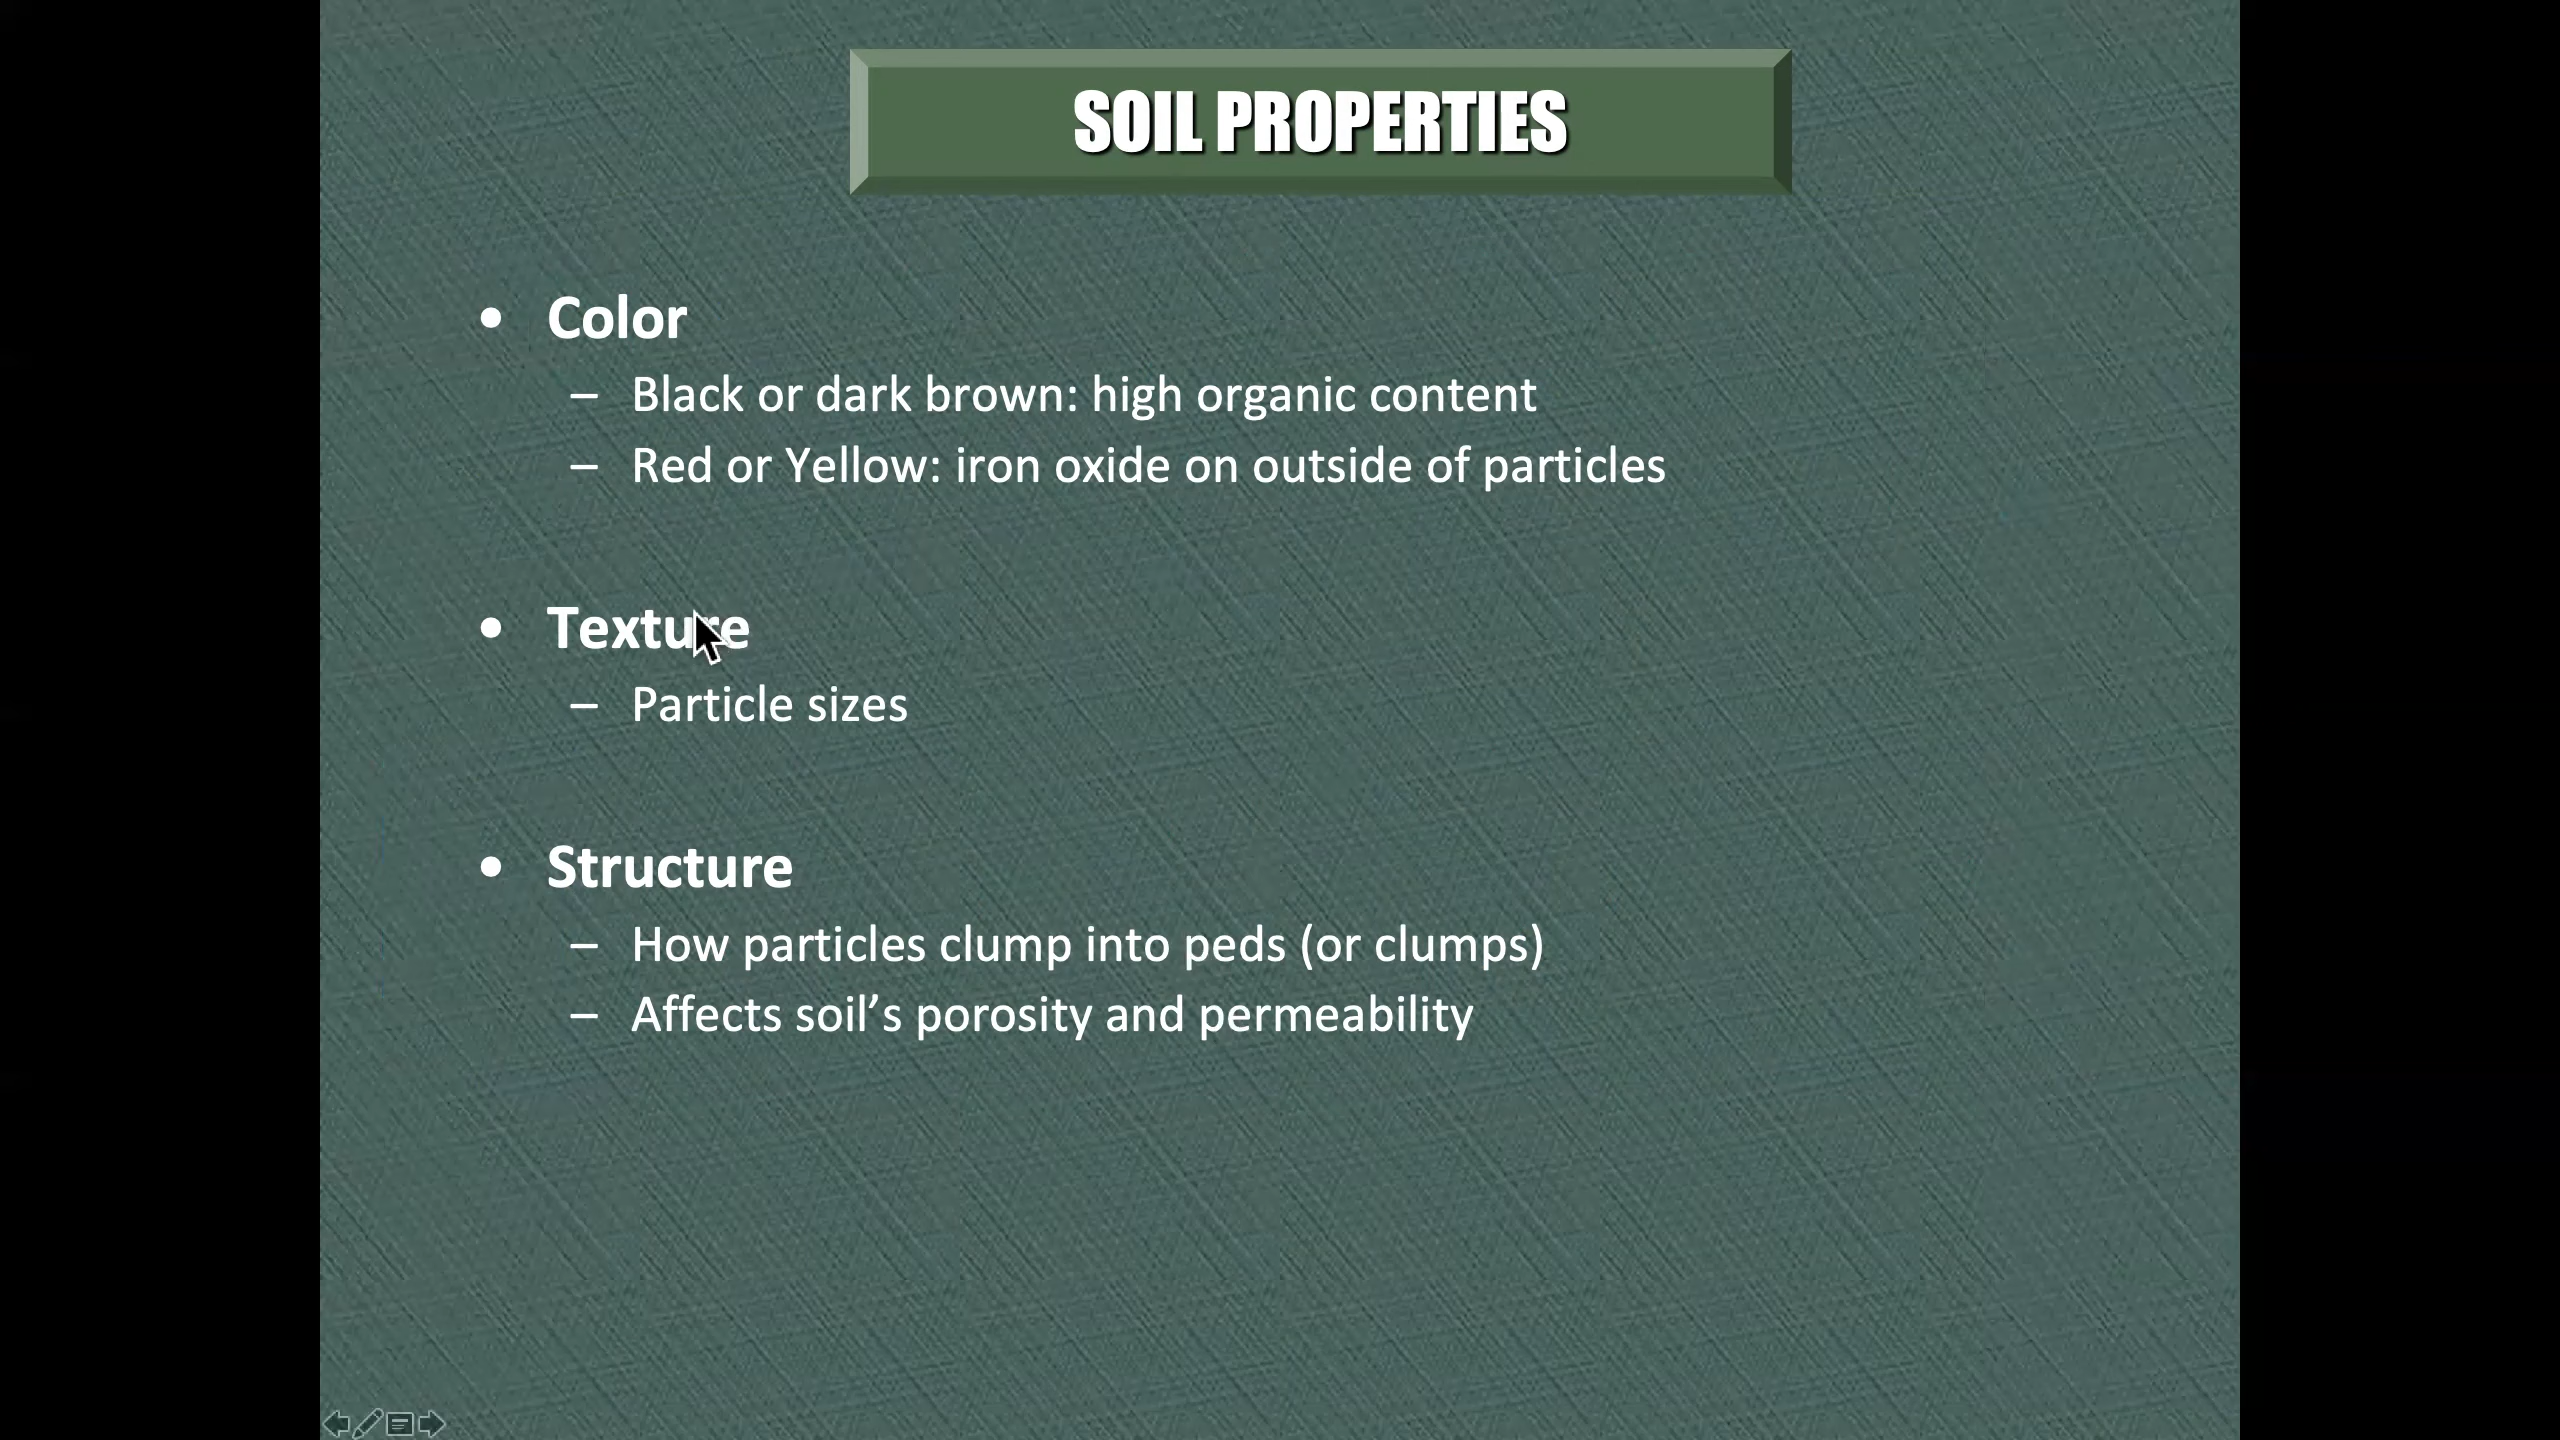 SOIL PROPERTIES
• Color
– Black or dark brown: high organic content
– Red or Yellow: iron oxide on outside of particles
• Texture
– Particle sizes
• Structure
– How particles clump into peds (or clumps)
– Affects soil’s porosity and permeability